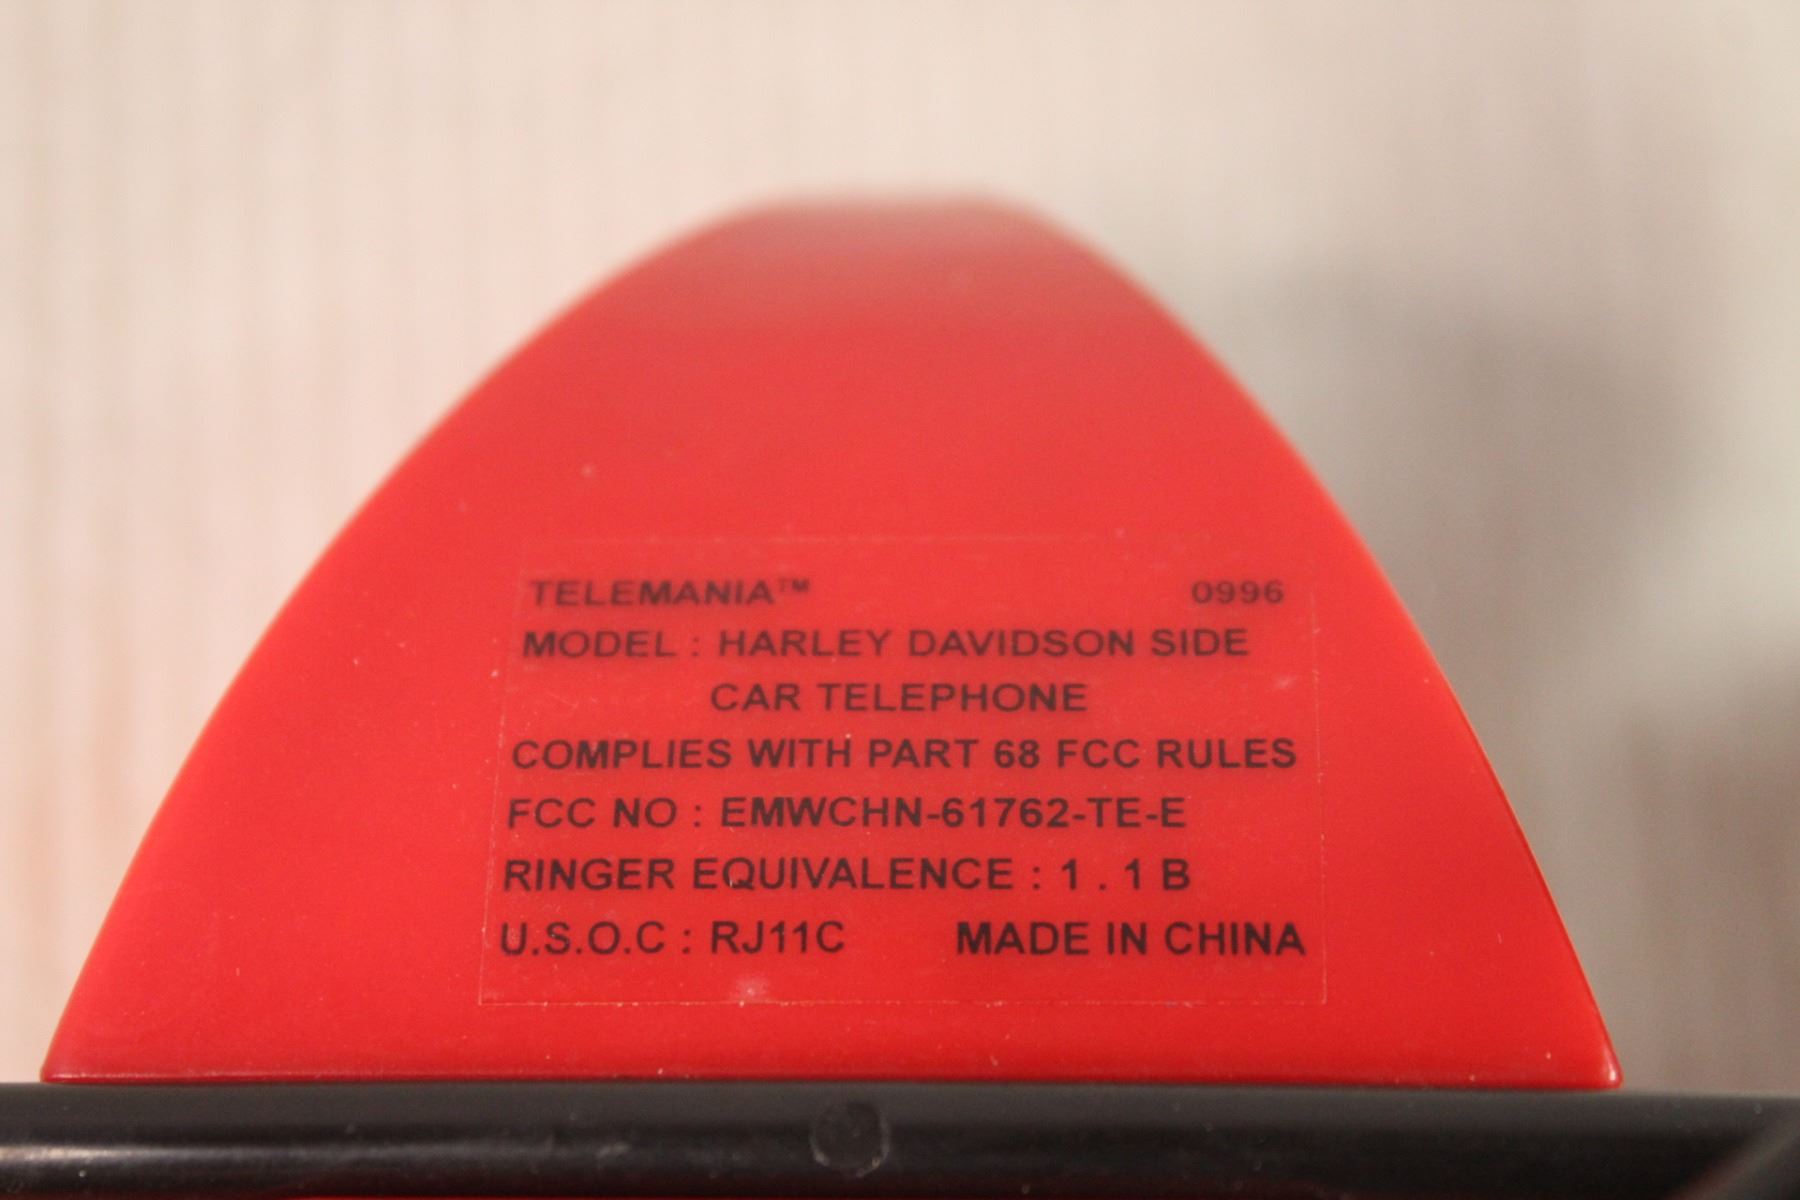 TELEMANIA™ 0996
MODEL : HARLEY DAVIDSON SIDE
CAR TELEPHONE
COMPLIES WITH PART 68 FCC RULES
FCC NO : EMWCHN-61762-TE-E
RINGER EQUIVALENCE : 1 . 1 B
U.S.O.C : RJ11C MADE IN CHINA